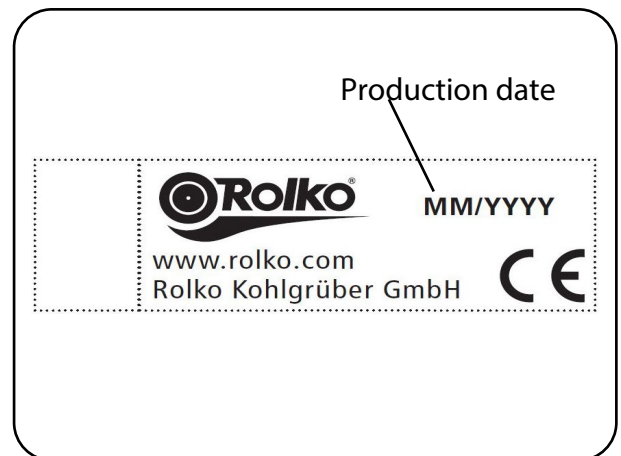 Production date
Rolko®
MM/YYYY
www.rolko.com
Rolko Kohlgrüber GmbH
CE